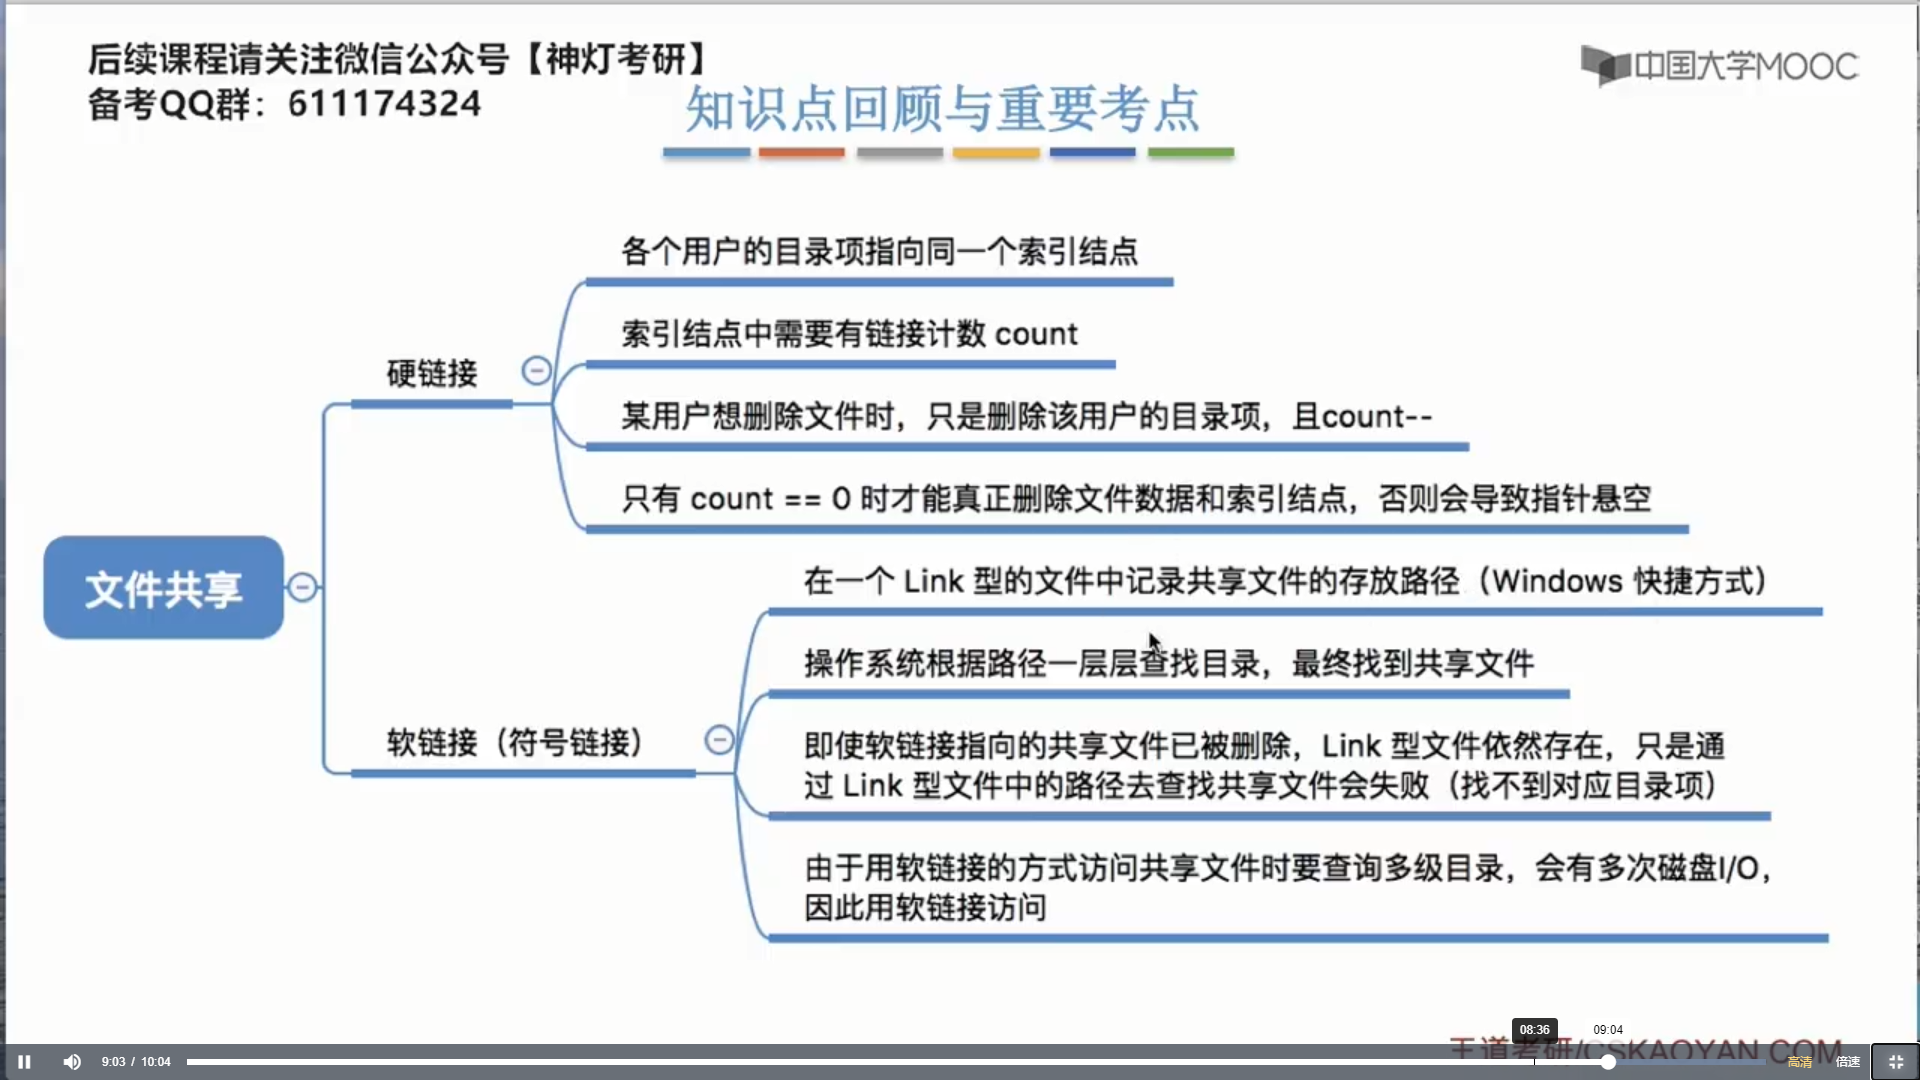 后续课程请关注微信公众号【神灯考研】
备考QQ群：611174324
中国大学MOOC
知识点回顾与重要考点
各个用户的目录项指向同一个索引结点
索引结点中需要有链接计数 count
硬链接
某用户想删除文件时，只是删除该用户的目录项，且count--
只有 count == 0 时才能真正删除文件数据和索引结点，否则会导致指针悬空
文件共享
在一个 Link 型的文件中记录共享文件的存放路径（Windows 快捷方式）
操作系统根据路径一层层查找目录，最终找到共享文件
软链接（符号链接）
即使软链接指向的共享文件已被删除，Link 型文件依然存在，只是通
过 Link 型文件中的路径去查找共享文件会失败（找不到对应目录项）
由于用软链接的方式访问共享文件时要查询多级目录，会有多次磁盘I/O，
因此用软链接访问
王道考研/CSKAOYAN.COM
08:36
09:04
9:03 / 10:04
高清
倍速